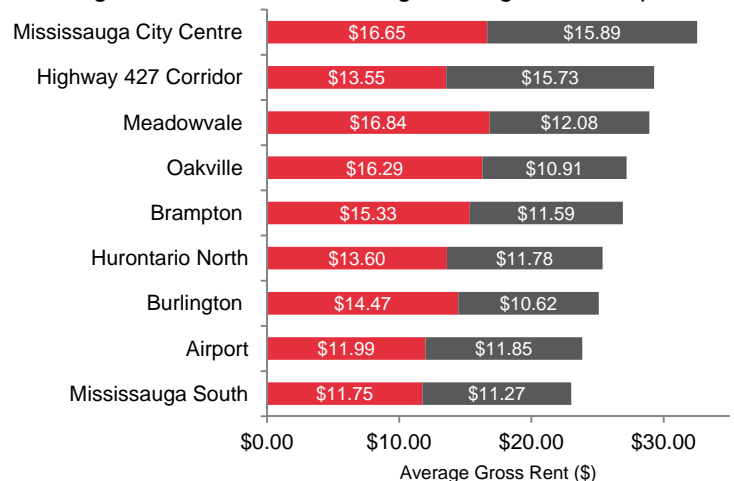 Mississauga City Centre $16.65 $15.89
Highway 427 Corridor $13.55 $15.73
Meadowvale $16.84 $12.08
Oakville $16.29 $10.91
Brampton $15.33 $11.59
Hurontario North $13.60 $11.78
Burlington $14.47 $10.62
Airport $11.99 $11.85
Mississauga South $11.75 $11.27
$0.00 $10.00 $20.00 $30.00
Average Gross Rent ($)